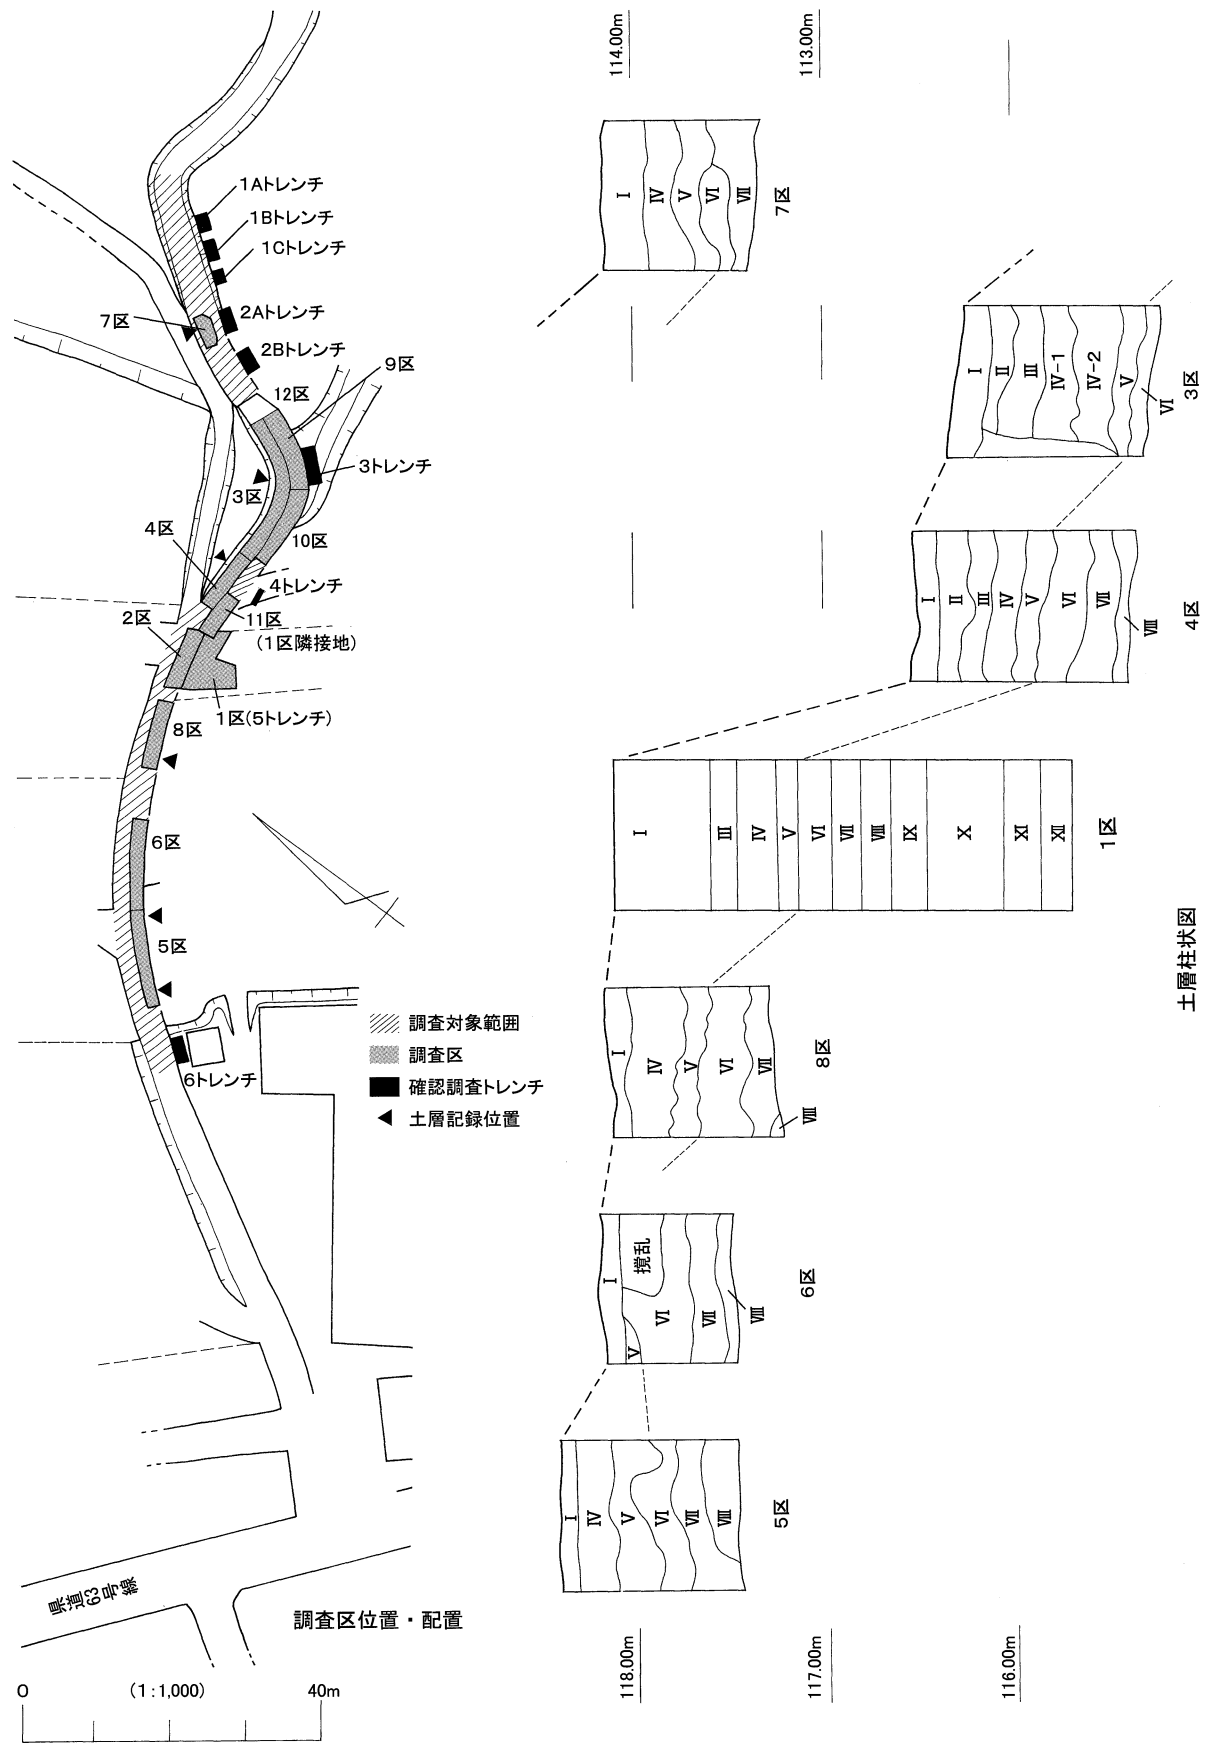 1Aトレンチ
1Bトレンチ
1Cトレンチ
7区
2Aトレンチ
2Bトレンチ
9区
12区
3トレンチ
3区
4区
10区
4トレンチ
2区
11区
(1区隣接地)
1区(5トレンチ)
8区
6区
5区
6トレンチ
調査対象範囲
調査区
確認調査トレンチ
土層記録位置
県道63号線
調査区位置・配置
0 (1:1,000) 40m
114.00m
113.00m
I Ⅳ Ⅴ Ⅵ Ⅶ
7区
I Ⅱ Ⅲ Ⅳ-1 Ⅳ-2 Ⅴ Ⅵ
3区
I Ⅱ Ⅲ Ⅳ Ⅴ Ⅵ Ⅶ Ⅷ
4区
I Ⅲ Ⅳ Ⅴ Ⅵ Ⅶ Ⅷ Ⅸ Ⅹ Ⅺ Ⅻ
1区
I Ⅳ Ⅴ Ⅵ Ⅶ Ⅷ
8区
I 撹乱 Ⅴ Ⅵ Ⅶ Ⅷ
6区
I Ⅳ Ⅴ Ⅵ Ⅶ Ⅷ
5区
118.00m
117.00m
116.00m
土層柱状図